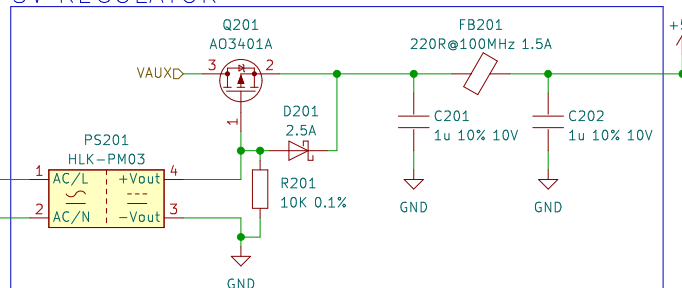 Q201
AO3401A
FB201
220R@100MHz 1.5A
VAUX
3
2
1
D201
2.5A
C201
1u 10% 10V
C202
1u 10% 10V
PS201
HLK-PM03
1
AC/L
+Vout
4
2
AC/N
-Vout
3
R201
10K 0.1%
GND
GND
GND